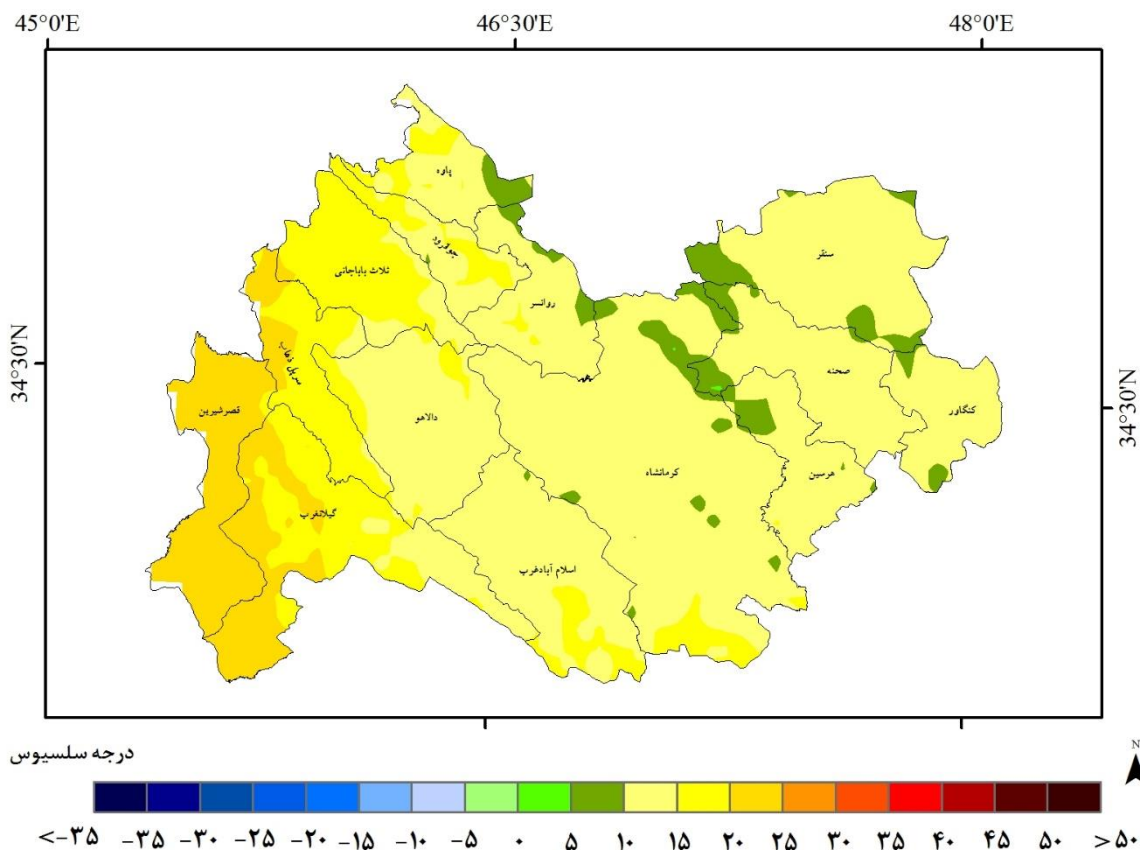 45°0'E 46°30'E 48°0'E
34°30'N
34°30'N
پاوه
جوانرود
ثلاث باباجانی
روانسر
سنقر
سرپل ذهاب
قصرشیرین
دالاهو
صحنه
کنگاور
کرمانشاه
هرسین
گیلانغرب
اسلام آبادغرب
درجه سلسیوس
N
<-۳۵ -۳۵ -۳۰ -۲۵ -۲۰ -۱۵ -۱۰ -۵ ۰ ۵ ۱۰ ۱۵ ۲۰ ۲۵ ۳۰ ۳۵ ۴۰ ۴۵ ۵۰ >۵۰